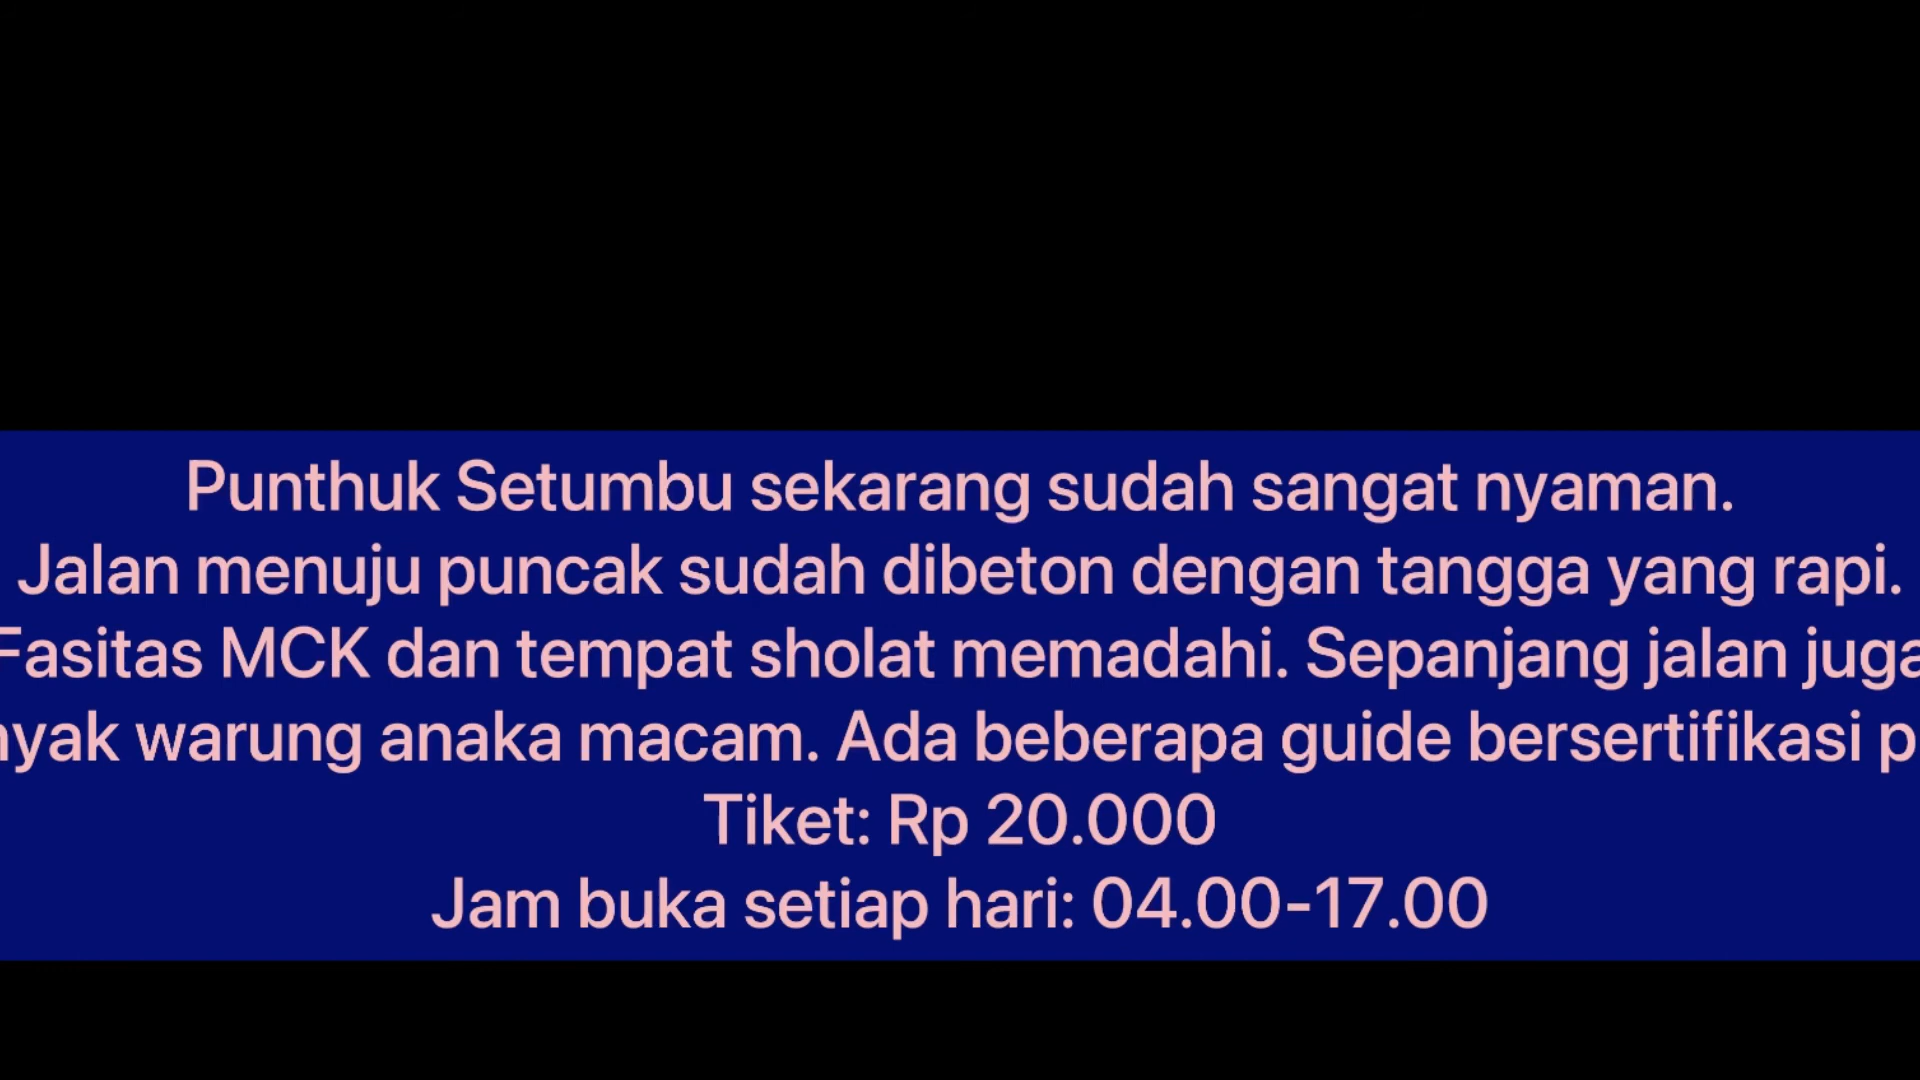 Punthuk Setumbu sekarang sudah sangat nyaman.
Jalan menuju puncak sudah dibeton dengan tangga yang rapi.
Fasitas MCK dan tempat sholat memadahi. Sepanjang jalan juga
warung anaka macam. Ada beberapa guide bersertifikasi
Tiket: Rp 20.000
Jam buka setiap hari: 04.00-17.00